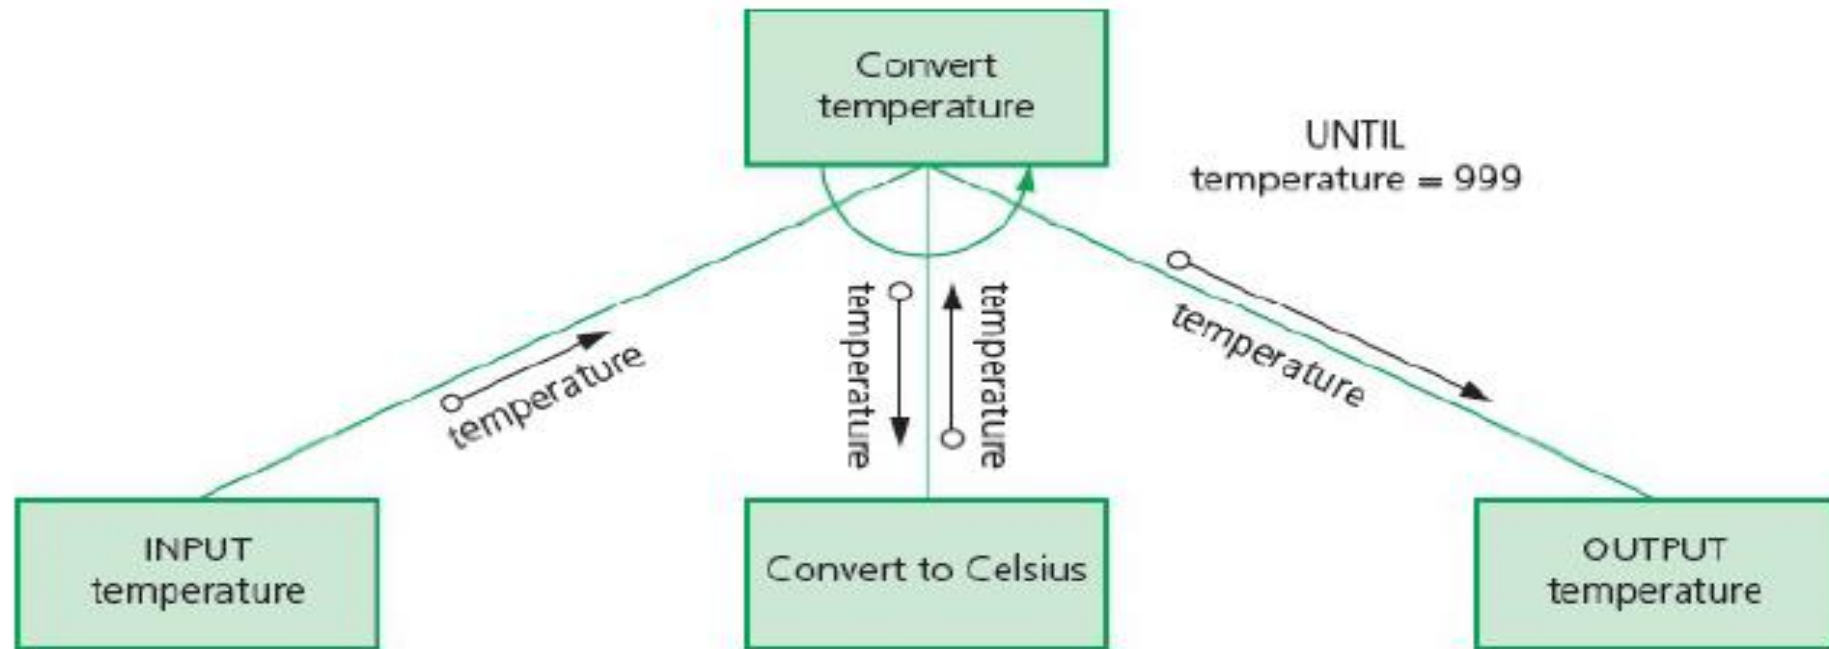 Convert
temperature
UNTIL
temperature = 999
temperature
temperature
temperature
temperature
INPUT
temperature
Convert to Celsius
OUTPUT
temperature